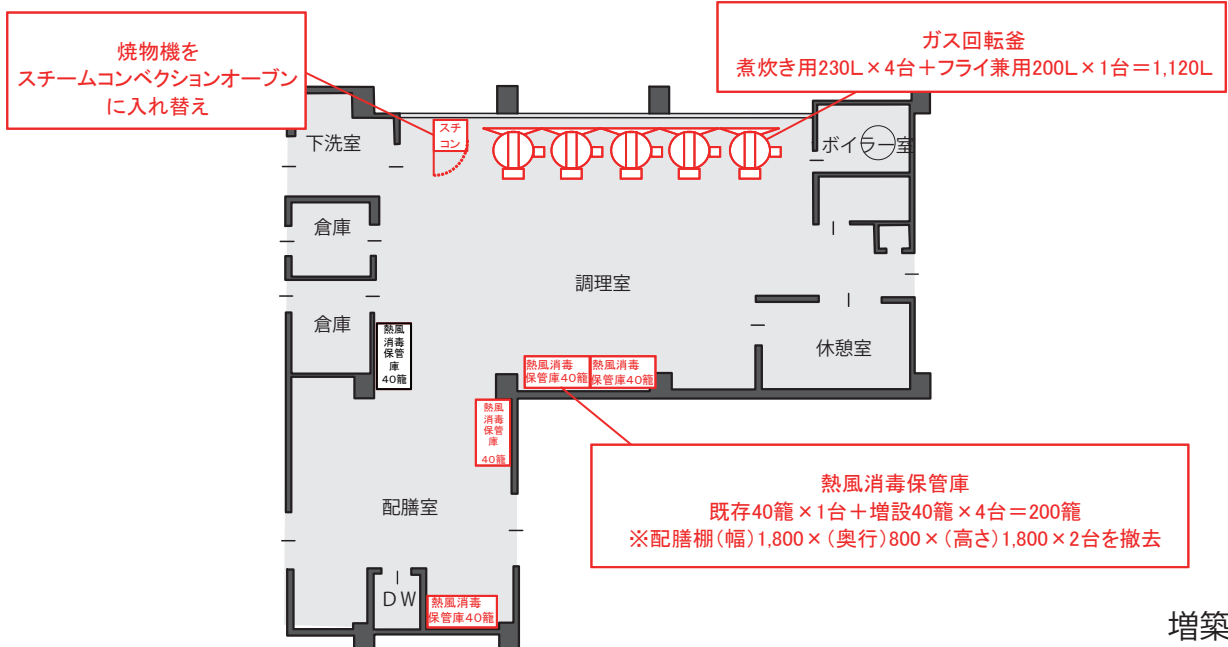 焼物機を
スチームコンベクションオーブン
に入れ替え
ガス回転釜
煮炊き用230L×4台＋フライ兼用200L×1台＝1,120L
下洗室
スチ
コン
ボイラー室
倉庫
調理室
倉庫
熱風
消毒
保管
庫
40籠
休憩室
熱風消毒
保管庫40籠
熱風消毒
保管庫40籠
熱風
消毒
保管
庫
40籠
熱風消毒保管庫
既存40籠×1台＋増設40籠×4台＝200籠
※配膳棚（幅）1,800×（奥行）800×（高さ）1,800×2台を撤去
配膳室
DW
熱風消毒
保管庫40籠
増築